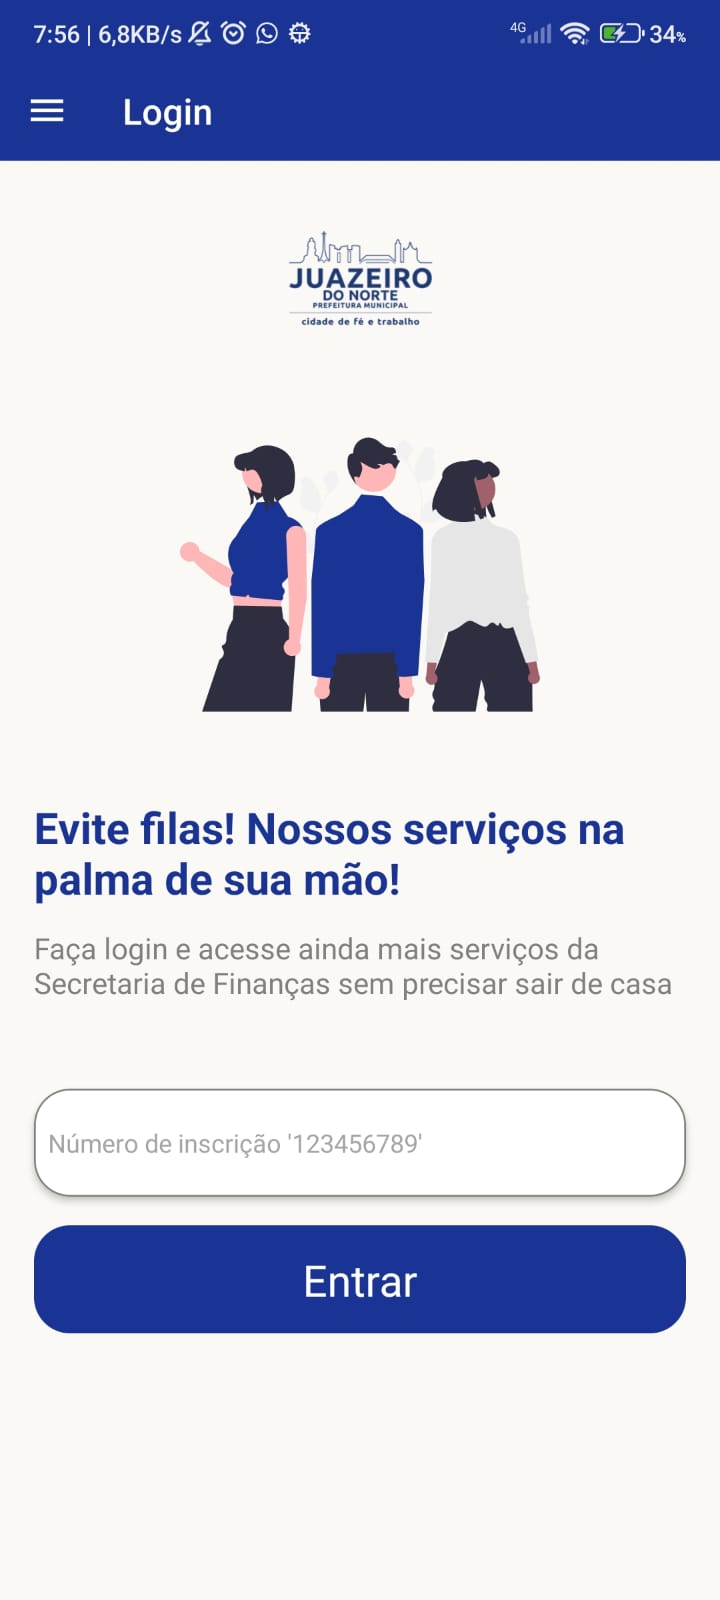 7:56 | 6,8KB/s 4G 34%
Login
JUAZEIRO
DO NORTE
PREFEITURA MUNICIPAL
cidade de fé e trabalho
Evite filas! Nossos serviços na
palma de sua mão!
Faça login e acesse ainda mais serviços da
Secretaria de Finanças sem precisar sair de casa
Número de inscrição '123456789'
Entrar